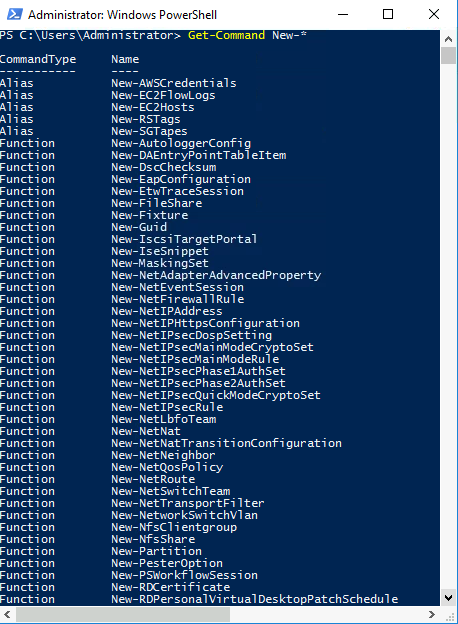 Administrator: Windows PowerShell
PS C:\Users\Administrator> Get-Command New-*
CommandType     Name
-----------     ----
Alias           New-AWSCredentials
Alias           New-EC2FlowLogs
Alias           New-EC2Hosts
Alias           New-RSTags
Alias           New-SGTapes
Function        New-AutologgerConfig
Function        New-DAEntryPointTableItem
Function        New-DscChecksum
Function        New-EapConfiguration
Function        New-EtwTraceSession
Function        New-FileShare
Function        New-Fixture
Function        New-Guid
Function        New-IscsiTargetPortal
Function        New-IseSnippet
Function        New-MaskingSet
Function        New-NetAdapterAdvancedProperty
Function        New-NetEventSession
Function        New-NetFirewallRule
Function        New-NetIPAddress
Function        New-NetIPHttpsConfiguration
Function        New-NetIPsecDospSetting
Function        New-NetIPsecMainModeCryptoSet
Function        New-NetIPsecMainModeRule
Function        New-NetIPsecPhase1AuthSet
Function        New-NetIPsecPhase2AuthSet
Function        New-NetIPsecQuickModeCryptoSet
Function        New-NetIPsecRule
Function        New-NetLbfoTeam
Function        New-NetNat
Function        New-NetNatTransitionConfiguration
Function        New-NetNeighbor
Function        New-NetQosPolicy
Function        New-NetRoute
Function        New-NetSwitchTeam
Function        New-NetTransportFilter
Function        New-NetworkSwitchVlan
Function        New-NfsClientgroup
Function        New-NfsShare
Function        New-Partition
Function        New-PesterOption
Function        New-PSWorkflowSession
Function        New-RDCertificate
Function        New-RDPersonalVirtualDesktopPatchSchedule